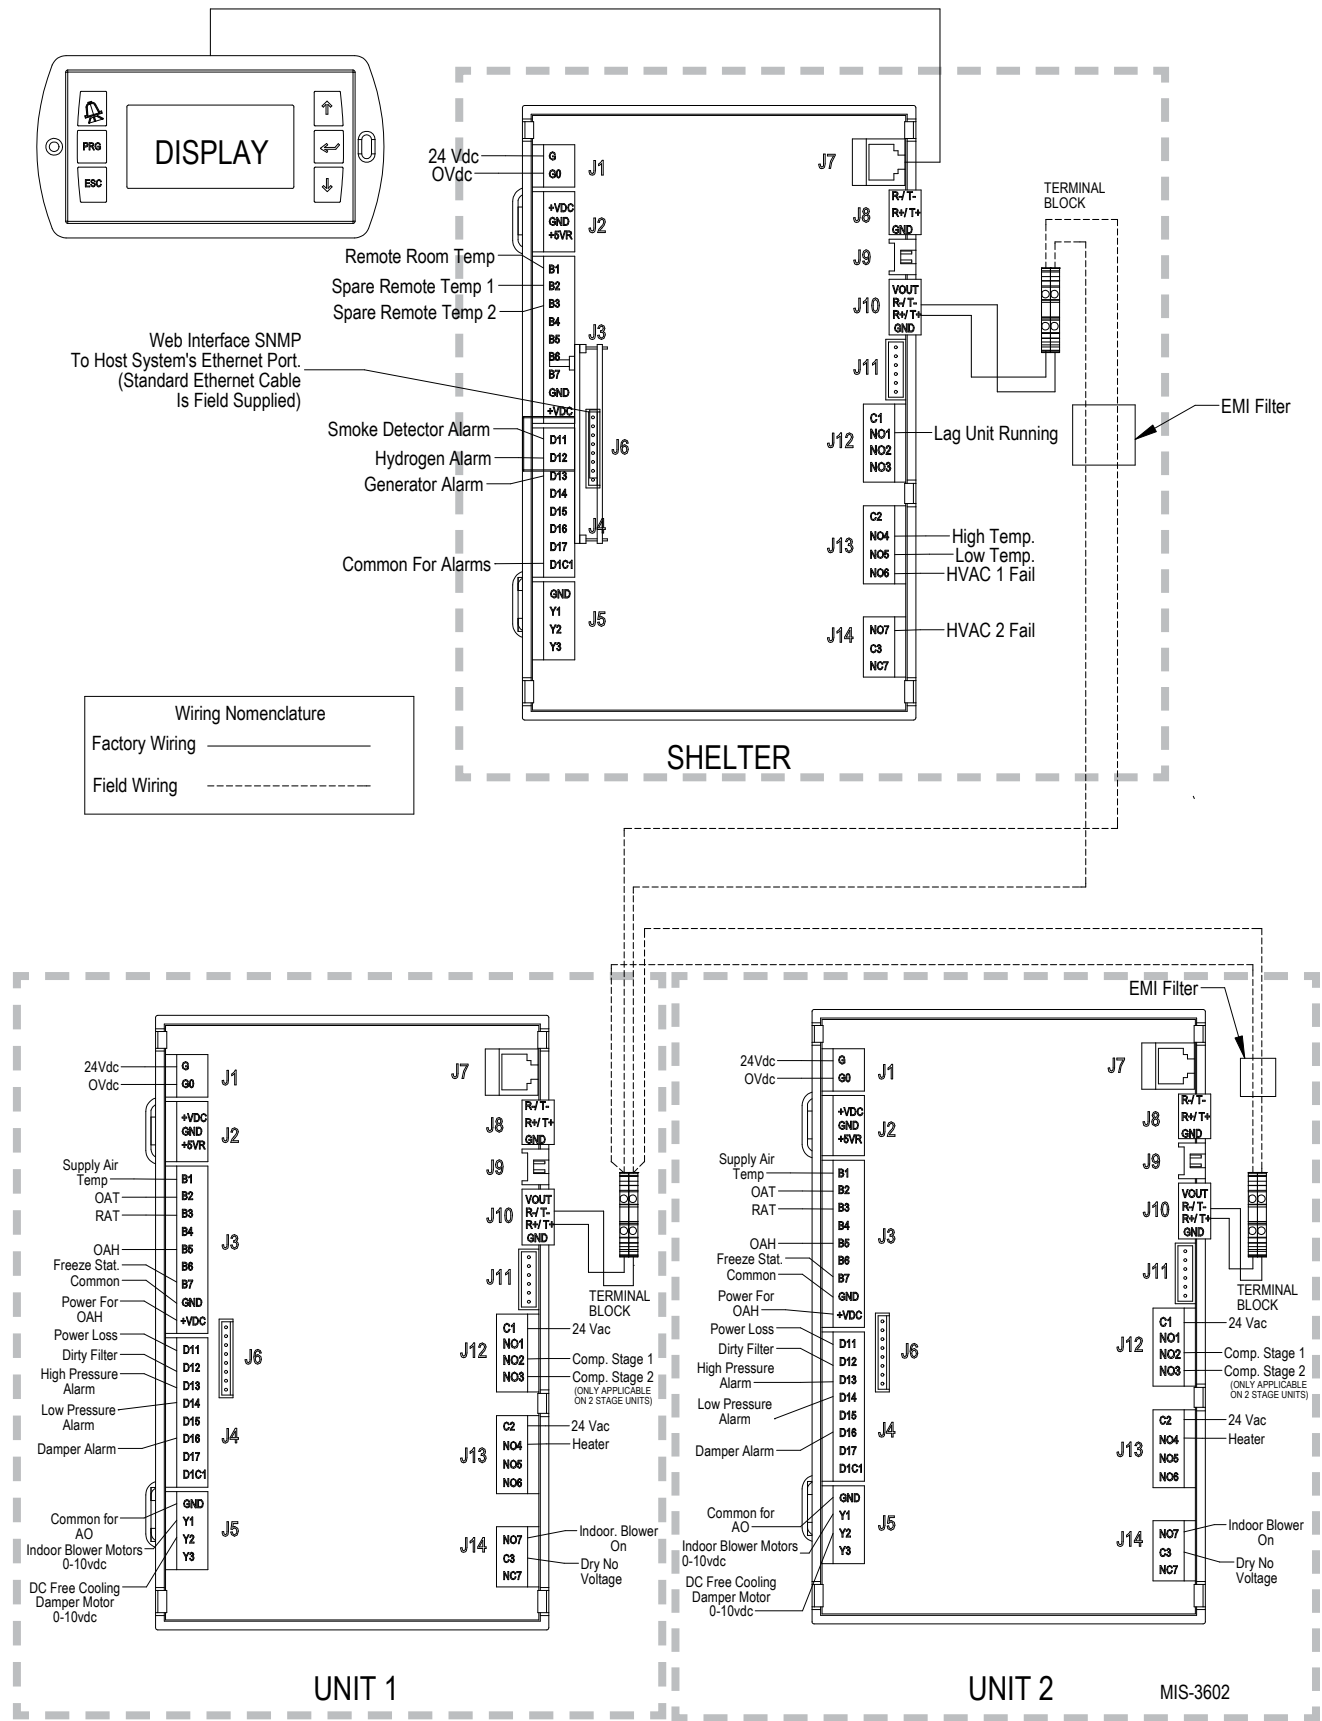 DISPLAY
PRG
ESC
24 Vdc
OVdc
G
G0
J1
+VDC
GND
+5VR
J2
Remote Room Temp
Spare Remote Temp 1
Spare Remote Temp 2
B1
B2
B3
B4
B5
B6
B7
GND
+VDC
J3
Web Interface SNMP
To Host System's Ethernet Port.
(Standard Ethernet Cable
Is Field Supplied)
J6
Smoke Detector Alarm
Hydrogen Alarm
Generator Alarm
Common For Alarms
D11
D12
D13
D14
D15
D16
D17
D1C1
J4
GND
Y1
Y2
Y3
J5
J7
J8
R-/ T-
R+/ T+
GND
J9
J10
VOUT
R-/ T-
R+/ T+
GND
J11
J12
C1
NO1
NO2
NO3
Lag Unit Running
J13
C2
NO4
NO5
NO6
High Temp.
Low Temp.
HVAC 1 Fail
J14
NO7
C3
NC7
HVAC 2 Fail
TERMINAL
BLOCK
EMI Filter
SHELTER
Wiring Nomenclature
Factory Wiring
Field Wiring
24Vdc
OVdc
G
G0
J1
+VDC
GND
+5VR
J2
Supply Air
Temp
OAT
RAT
OAH
Freeze Stat.
Common
Power For
OAH
B1
B2
B3
B4
B5
B6
B7
GND
+VDC
J3
Power Loss
Dirty Filter
High Pressure
Alarm
Low Pressure
Alarm
Damper Alarm
D11
D12
D13
D14
D15
D16
D17
D1C1
J4
J6
Common for
AO
Indoor Blower Motors
0-10vdc
DC Free Cooling
Damper Motor
0-10vdc
GND
Y1
Y2
Y3
J5
J7
J8
R-/ T-
R+/ T+
GND
J9
J10
VOUT
R-/ T-
R+/ T+
GND
J11
TERMINAL
BLOCK
J12
C1
NO1
NO2
NO3
24 Vac
Comp. Stage 1
Comp. Stage 2
(ONLY APPLICABLE
ON 2 STAGE UNITS)
J13
C2
NO4
NO5
NO6
24 Vac
Heater
J14
NO7
C3
NC7
Indoor. Blower
On
Dry No
Voltage
UNIT 1
EMI Filter
24Vdc
OVdc
G
G0
J1
+VDC
GND
+5VR
J2
Supply Air
Temp
OAT
RAT
OAH
Freeze Stat.
Common
Power For
OAH
B1
B2
B3
B4
B5
B6
B7
GND
+VDC
J3
Power Loss
Dirty Filter
High Pressure
Alarm
Low Pressure
Alarm
Damper Alarm
D11
D12
D13
D14
D15
D16
D17
D1C1
J4
J6
Common for
AO
Indoor Blower Motors
0-10vdc
DC Free Cooling
Damper Motor
0-10vdc
GND
Y1
Y2
Y3
J5
J7
J8
R-/ T-
R+/ T+
GND
J9
J10
VOUT
R-/ T-
R+/ T+
GND
J11
TERMINAL
BLOCK
J12
C1
NO1
NO2
NO3
24 Vac
Comp. Stage 1
Comp. Stage 2
(ONLY APPLICABLE
ON 2 STAGE UNITS)
J13
C2
NO4
NO5
NO6
24 Vac
Heater
J14
NO7
C3
NC7
Indoor Blower
On
Dry No
Voltage
UNIT 2
MIS-3602